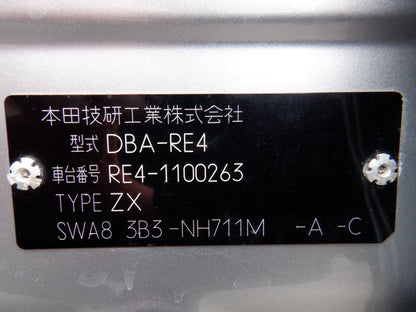 本田技研工業株式会社
型式 DBA-RE4
車台番号 RE4-1100263
TYPE ZX
SWA8 3B3-NH711M -A -C